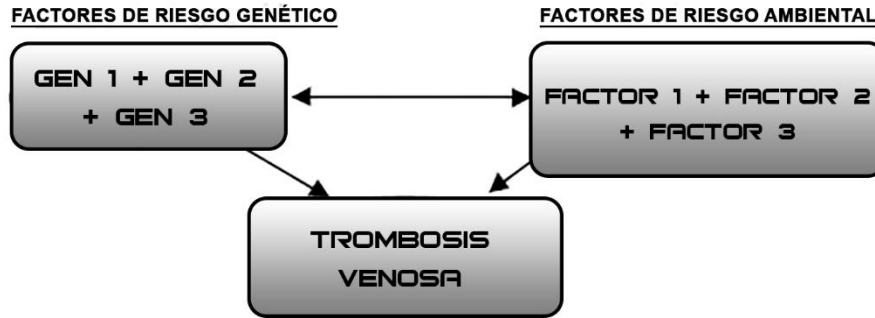 FACTORES DE RIESGO GENÉTICO
FACTORES DE RIESGO AMBIENTAL
GEN 1 + GEN 2
+ GEN 3
FACTOR 1 + FACTOR 2
+ FACTOR 3
TROMBOSIS
VENOSA